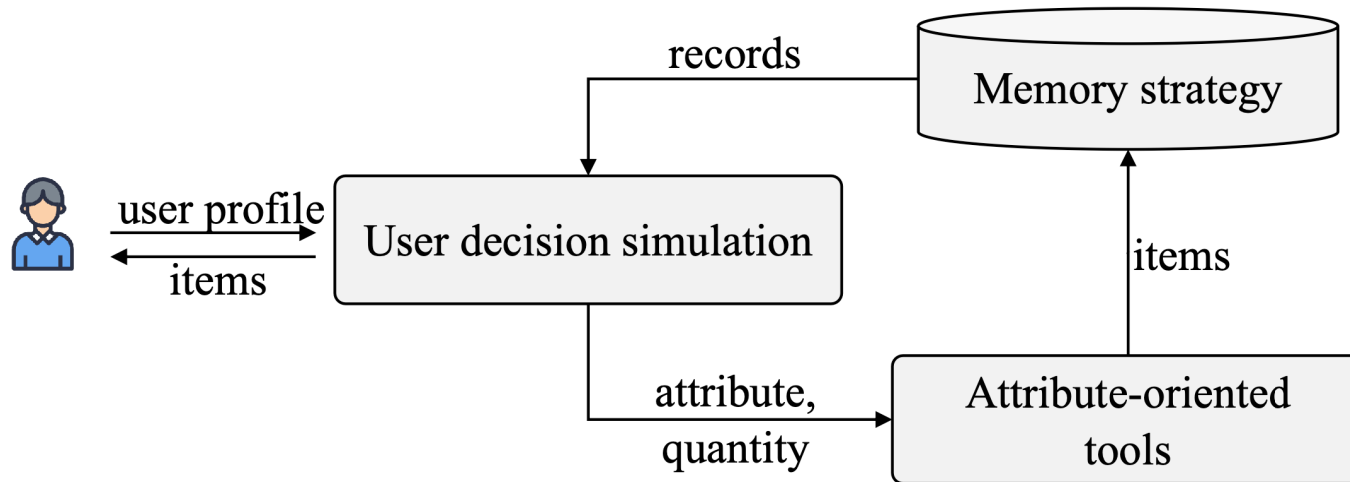 records
Memory strategy
user profile
User decision simulation
items
items
attribute,
quantity
Attribute-oriented
tools